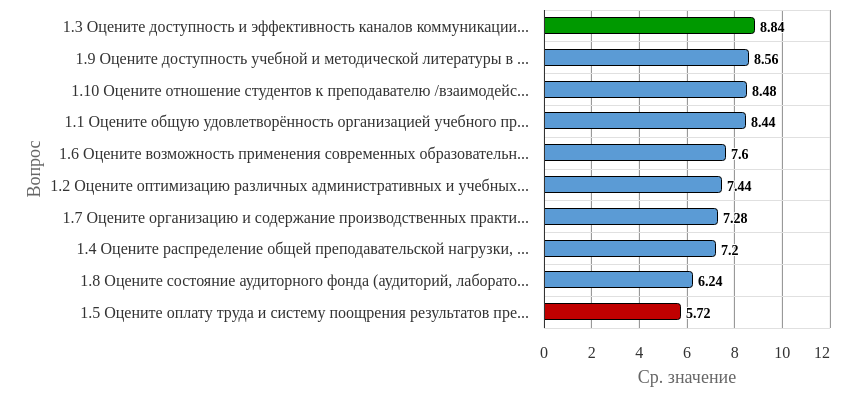 1.3 Оцените доступность и эффективность каналов коммуникации... 8.84
1.9 Оцените доступность учебной и методической литературы в ... 8.56
1.10 Оцените отношение студентов к преподавателю /взаимодейс... 8.48
1.1 Оцените общую удовлетворённость организацией учебного пр... 8.44
1.6 Оцените возможность применения современных образовательн... 7.6
1.2 Оцените оптимизацию различных административных и учебных... 7.44
1.7 Оцените организацию и содержание производственных практи... 7.28
1.4 Оцените распределение общей преподавательской нагрузки, ... 7.2
1.8 Оцените состояние аудиторного фонда (аудиторий, лаборато... 6.24
1.5 Оцените оплату труда и систему поощрения результатов пре... 5.72
Вопрос
0 2 4 6 8 10 12
Ср. значение